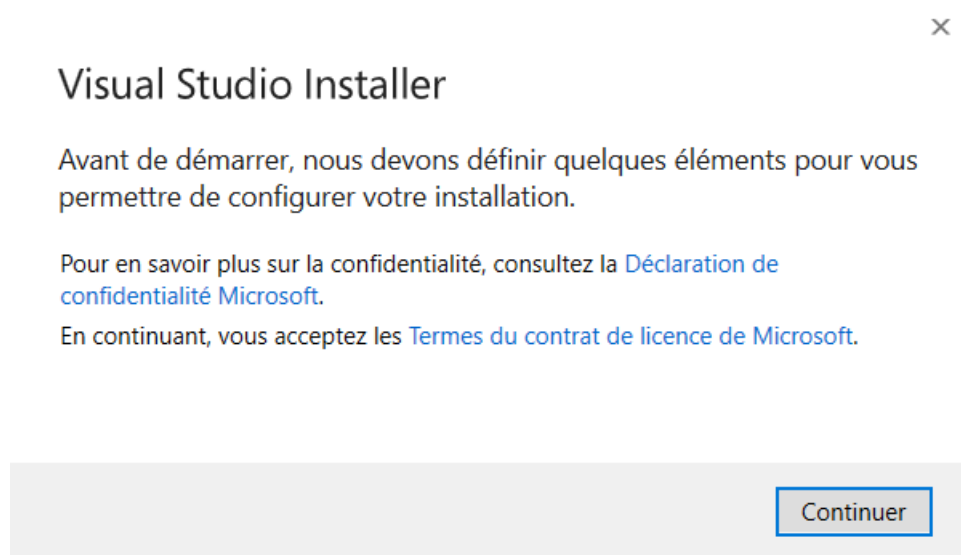 Visual Studio Installer
Avant de démarrer, nous devons définir quelques éléments pour vous
permettre de configurer votre installation.
Pour en savoir plus sur la confidentialité, consultez la Déclaration de
confidentialité Microsoft.
En continuant, vous acceptez les Termes du contrat de licence de Microsoft.
Continuer